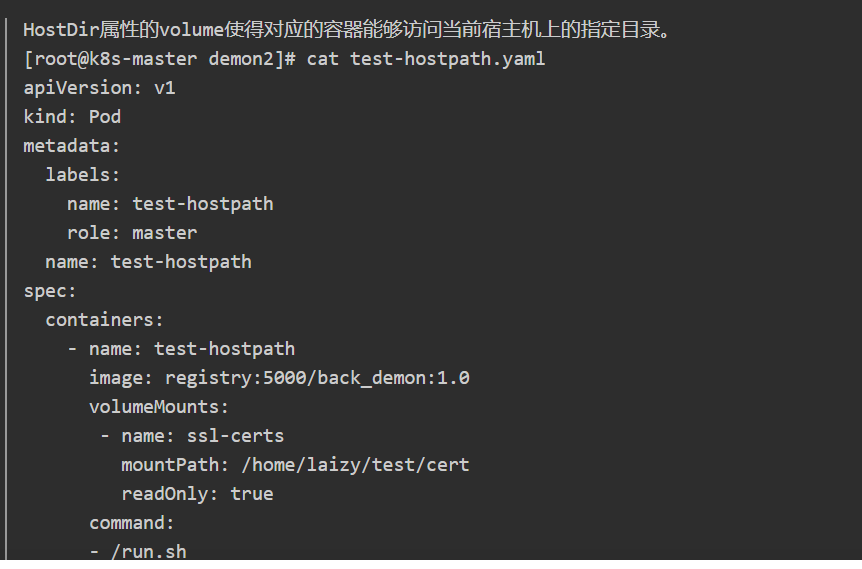 HostDir属性的volume使得对应的容器能够访问当前宿主机上的指定目录。
[root@k8s-master demon2]# cat test-hostpath.yaml
apiVersion: v1
kind: Pod
metadata:
  labels:
    name: test-hostpath
    role: master
  name: test-hostpath
spec:
  containers:
    - name: test-hostpath
      image: registry:5000/back_demon:1.0
      volumeMounts:
       - name: ssl-certs
         mountPath: /home/laizy/test/cert
         readOnly: true
      command:
      - /run.sh